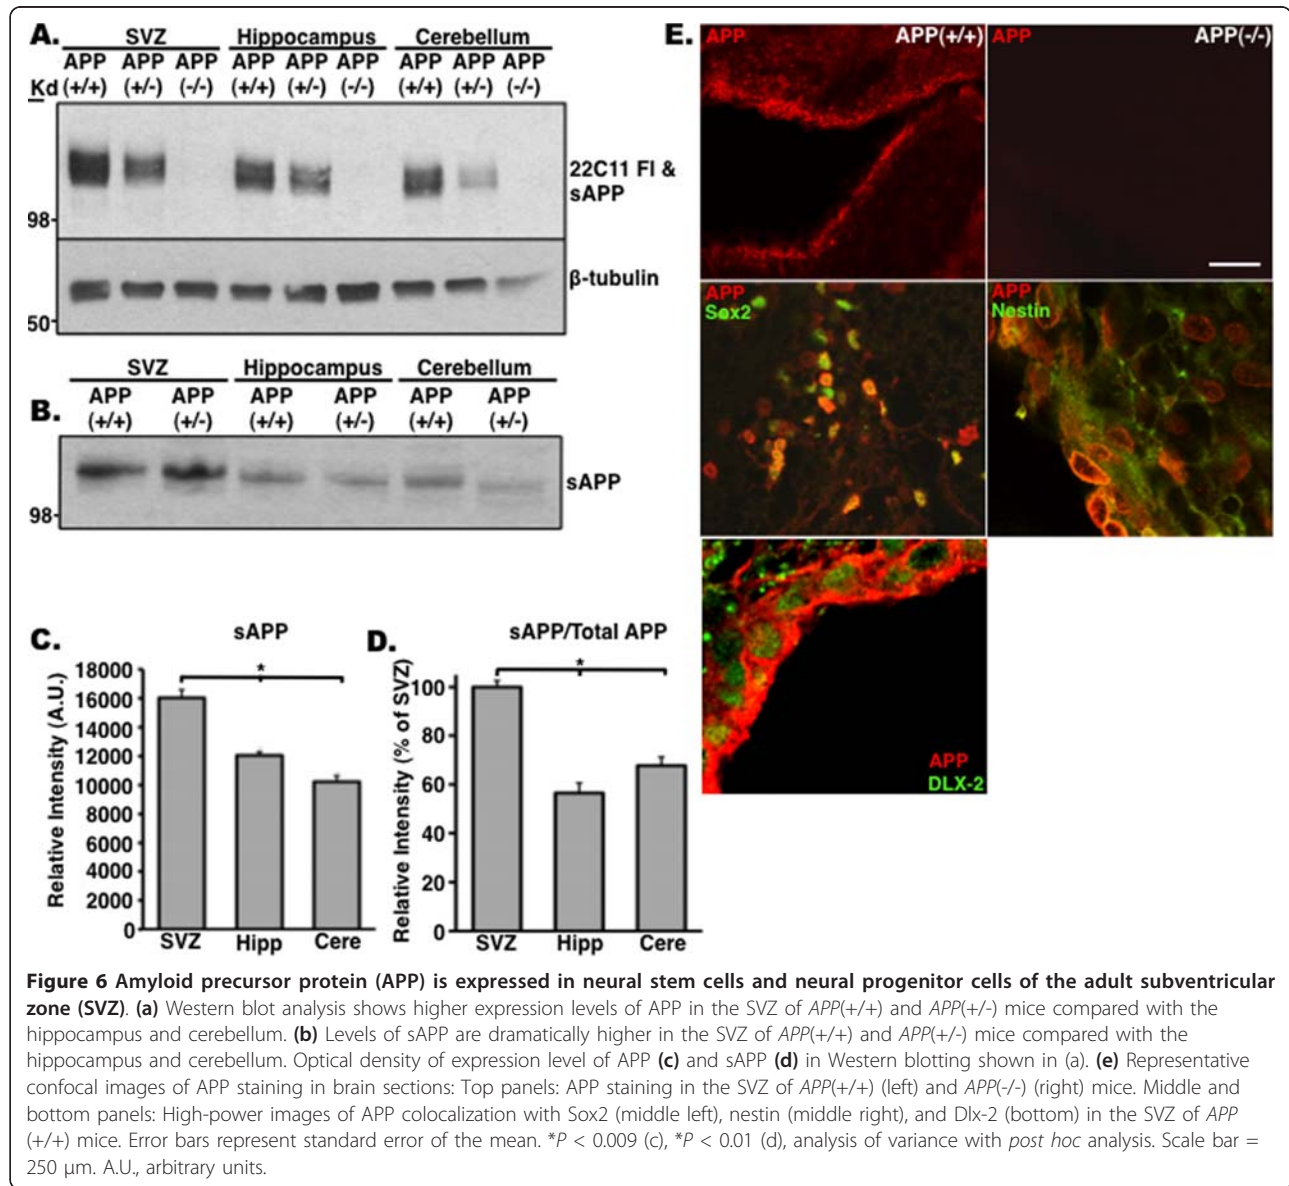 A.
SVZ Hippocampus Cerebellum
APP APP APP APP APP APP APP APP APP
Kd (+/+) (+/-) (-/-) (+/+) (+/-) (-/-) (+/+) (+/-) (-/-)
22C11 Fl &
sAPP
98-
β-tubulin
50-
SVZ Hippocampus Cerebellum
B.
APP APP APP APP APP APP
(+/+) (+/-) (+/+) (+/-) (+/+) (+/-)
sAPP
98-
C.
sAPP
*
Relative Intensity (A.U.)
18000
16000
14000
12000
10000
8000
6000
4000
2000
0
SVZ Hipp Cere
D.
sAPP/Total APP
*
Relative Intensity (% of SVZ)
100
80
60
40
20
0
SVZ Hipp Cere
E.
APP APP(+/+)
APP APP(-/-)
APP
Sox2
APP
Nestin
APP
DLX-2
Figure 6 Amyloid precursor protein (APP) is expressed in neural stem cells and neural progenitor cells of the adult subventricular
zone (SVZ). (a) Western blot analysis shows higher expression levels of APP in the SVZ of APP(+/+) and APP(+/-) mice compared with the
hippocampus and cerebellum. (b) Levels of sAPP are dramatically higher in the SVZ of APP(+/+) and APP(+/-) mice compared with the
hippocampus and cerebellum. Optical density of expression level of APP (c) and sAPP (d) in Western blotting shown in (a). (e) Representative
confocal images of APP staining in brain sections: Top panels: APP staining in the SVZ of APP(+/+) (left) and APP(-/-) (right) mice. Middle and
bottom panels: High-power images of APP colocalization with Sox2 (middle left), nestin (middle right), and Dlx-2 (bottom) in the SVZ of APP
(+/+) mice. Error bars represent standard error of the mean. *P < 0.009 (c), *P < 0.01 (d), analysis of variance with post hoc analysis. Scale bar =
250 μm. A.U., arbitrary units.